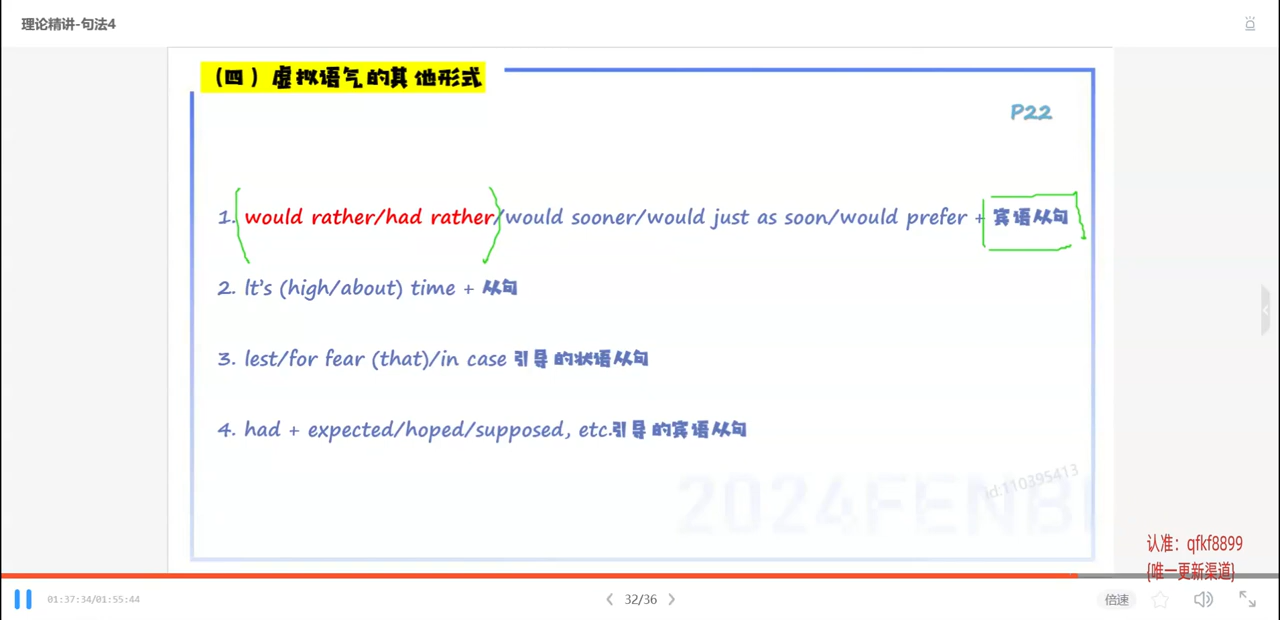 理论精讲-句法4
（四）虚拟语气的其他形式
P22
1. would rather/had rather/would sooner/would just as soon/would prefer + 宾语从句
2. It's (high/about) time + 从句
3. lest/for fear (that)/in case 引导的状语从句
4. had + expected/hoped/supposed, etc.引导的宾语从句
2024FENBI
id:110395413
认准：qfkf8899
{唯一更新渠道}
01:37:34/01:55:44
32/36
倍速